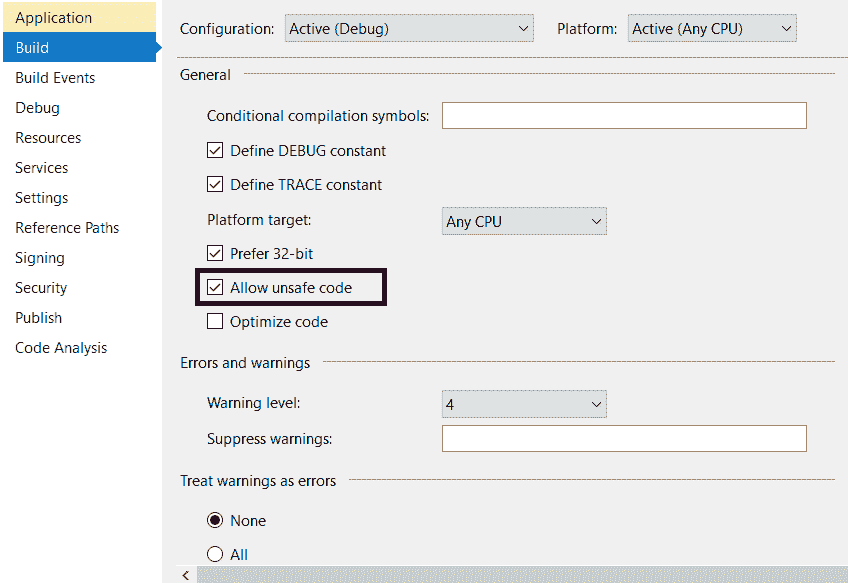 Application
Build
Build Events
Debug
Resources
Services
Settings
Reference Paths
Signing
Security
Publish
Code Analysis
Configuration: Active (Debug) Platform: Active (Any CPU)
General
Conditional compilation symbols:
Define DEBUG constant
Define TRACE constant
Platform target: Any CPU
Prefer 32-bit
Allow unsafe code
Optimize code
Errors and warnings
Warning level: 4
Suppress warnings:
Treat warnings as errors
None
All